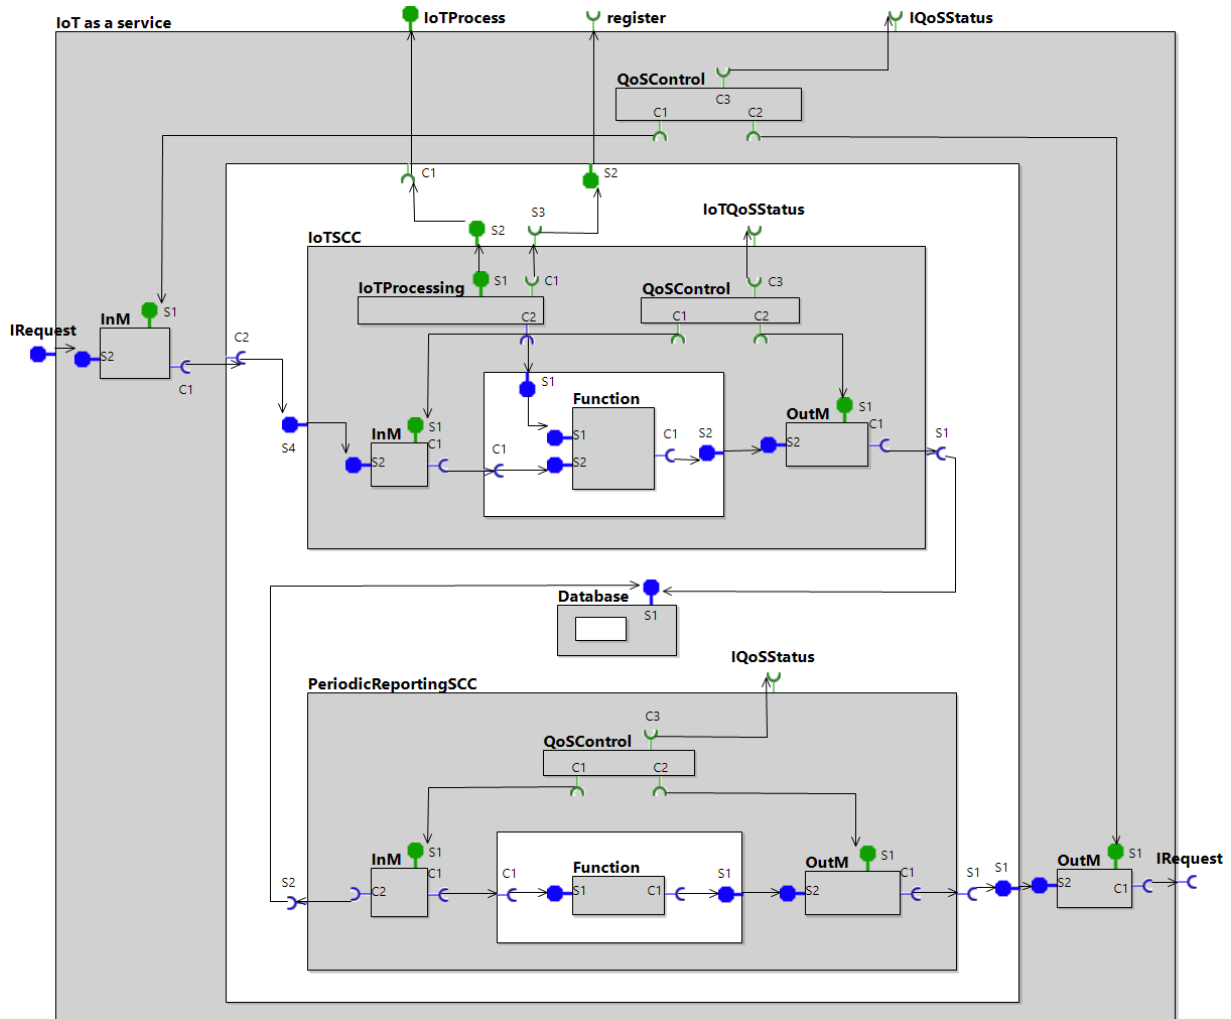 IoTProcess register IQoSStatus
IoT as a service
QoSControl
C3
C1 C2
C1 S2
S3 IoTQoSStatus
S2
IoTSCC
S1 C1 C3
IoTProcessing QoSControl
S1
InM
C2 C1 C2
IRequest C2
S2
C1
S1
Function
S1 S1
OutM
InM C1
C1 C1 C1 S2 S1
S4 S1
S2 S2 S2
Database
S1
IQoSStatus
PeriodicReportingSCC
C3
QoSControl
C1 C2
S1 S1 S1
InM Function OutM OutM IRequest
S2 C1 C1 S1 C1 S1 S1
C2 S1 C1 S2 S2 C1